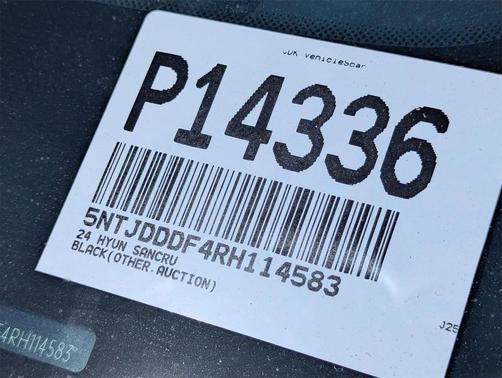 P14336
5NTJDDDF4RH114583
24 HYUN SANCRU
BLACK(OTHER.AUCTION)
J25
4RH114583